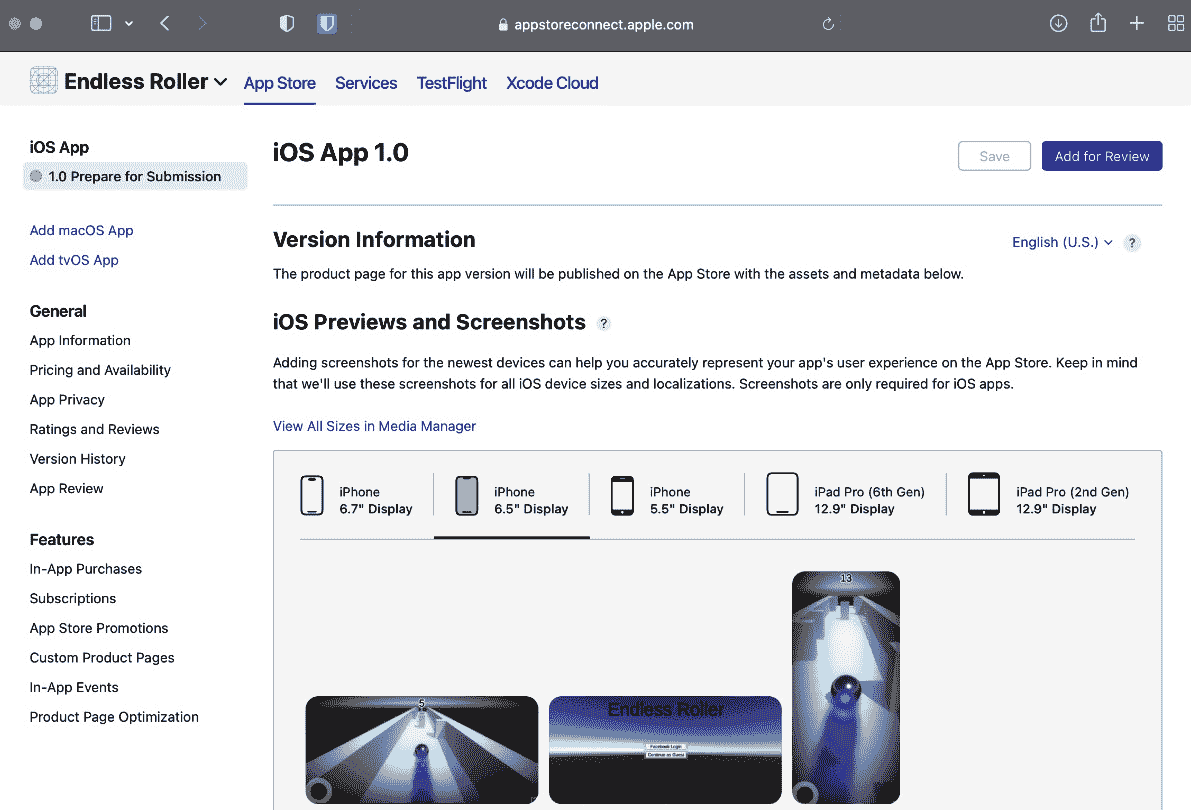 appstoreconnect.apple.com
Endless Roller
App Store Services TestFlight Xcode Cloud
iOS App
1.0 Prepare for Submission
Add macOS App
Add tvOS App
General
App Information
Pricing and Availability
App Privacy
Ratings and Reviews
Version History
App Review
Features
In-App Purchases
Subscriptions
App Store Promotions
Custom Product Pages
In-App Events
Product Page Optimization
iOS App 1.0
Save
Add for Review
Version Information
English (U.S.)
?
The product page for this app version will be published on the App Store with the assets and metadata below.
iOS Previews and Screenshots ?
Adding screenshots for the newest devices can help you accurately represent your app's user experience on the App Store. Keep in mind
that we'll use these screenshots for all iOS device sizes and localizations. Screenshots are only required for iOS apps.
View All Sizes in Media Manager
iPhone
6.7" Display
iPhone
6.5" Display
iPhone
5.5" Display
iPad Pro (6th Gen)
12.9" Display
iPad Pro (2nd Gen)
12.9" Display
5
Endless Roller
Facebook Login
Continue as Guest
13